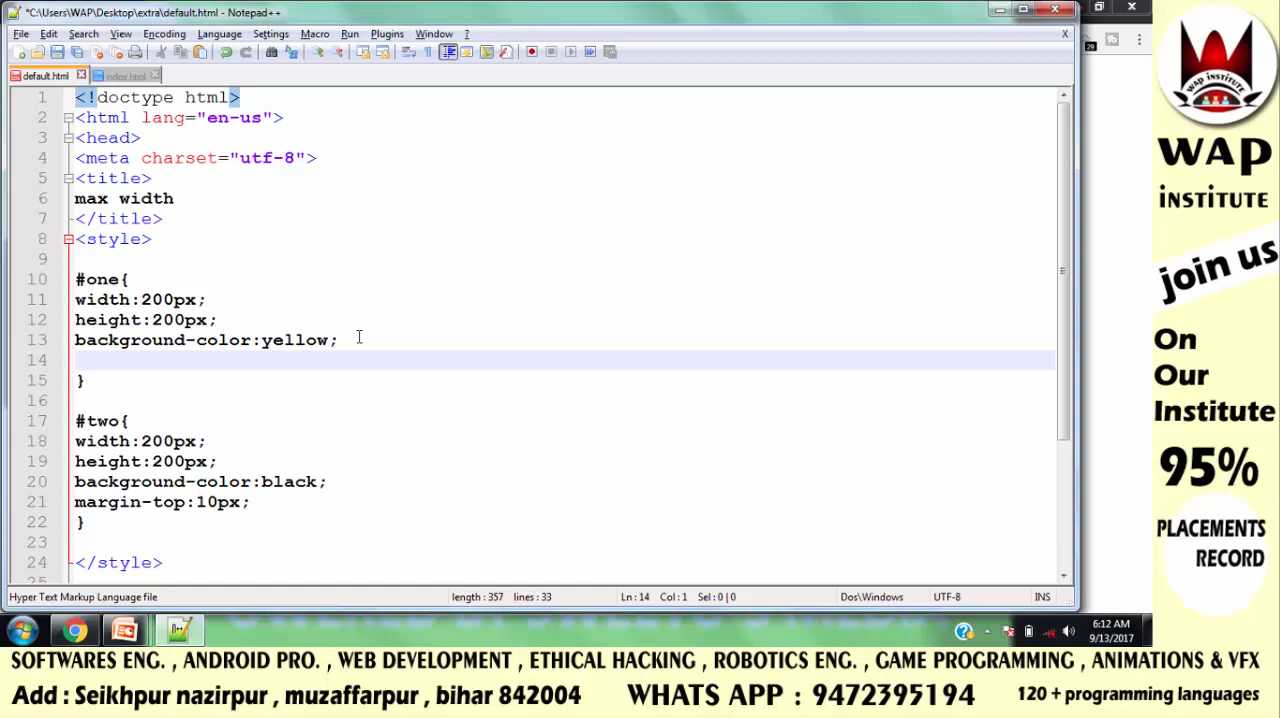 *C:\Users\WAP\Desktop\extra\default.html - Notepad++
File Edit Search View Encoding Language Settings Macro Run Plugins Window ? X
default.html index.html
1 <!doctype html>
2 <html lang="en-us">
3 <head>
4 <meta charset="utf-8">
5 <title>
6 max width
7 </title>
8 <style>
9
10 #one{
11 width:200px;
12 height:200px;
13 background-color:yellow;
14
15 }
16
17 #two{
18 width:200px;
19 height:200px;
20 background-color:black;
21 margin-top:10px;
22 }
23
24 </style>
25
Hyper Text Markup Language file length : 357 lines : 33 Ln : 14 Col : 1 Sel : 0 | 0 Dos\Windows UTF-8 INS
6:12 AM
9/13/2017
29
wap institute
WAP
institute
join us
On
Our
Institute
95%
PLACEMENTS
RECORD
SOFTWARES ENG. , ANDROID PRO. , WEB DEVELOPMENT , ETHICAL HACKING , ROBOTICS ENG. , GAME PROGRAMMING , ANIMATIONS & VFX
Add : Seikhpur nazirpur , muzaffarpur , bihar 842004 WHATS APP : 9472395194 120 + programming languages